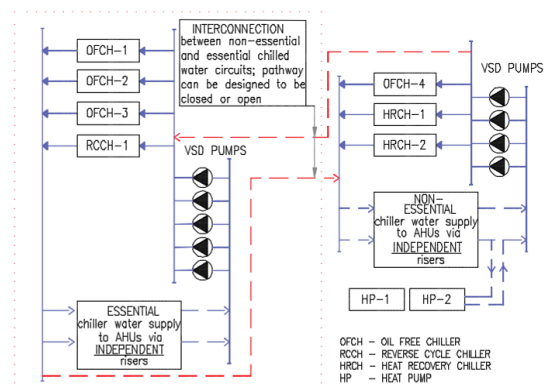 INTERCONNECTION
between non-essential
and essential chilled
water circuits; pathway
can be designed to be
closed or open
OFCH-1
OFCH-2
OFCH-3
RCCH-1
VSD PUMPS
ESSENTIAL
chiller water supply
to AHUs via
INDEPENDENT
risers
VSD PUMPS
OFCH-4
HRCH-1
HRCH-2
NON-
ESSENTIAL
chiller water supply
to AHUs via
INDEPENDENT
risers
HP-1
HP-2
OFCH - OIL FREE CHILLER
RCCH - REVERSE CYCLE CHILLER
HRCH - HEAT RECOVERY CHILLER
HP - HEAT PUMP